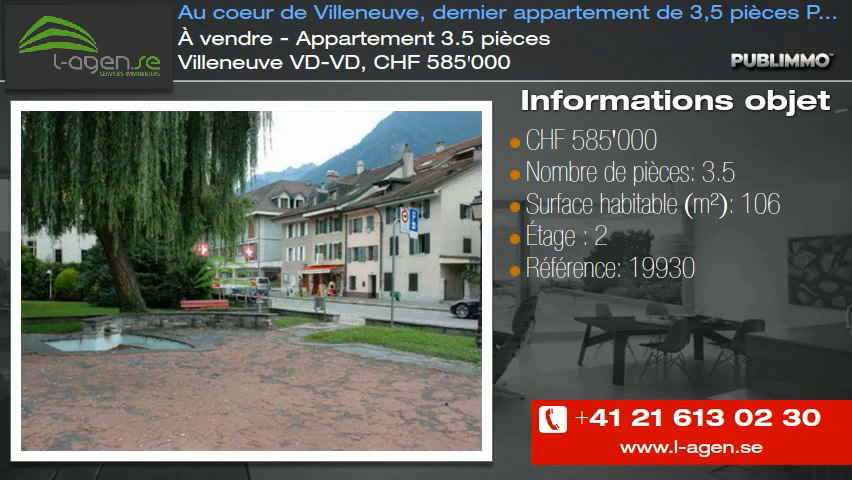 Au coeur de Villeneuve, dernier appartement de 3,5 pièces P...
À vendre - Appartement 3.5 pièces
Villeneuve VD-VD, CHF 585'000
l-agen.se
SERVICES IMMOBILIERS
PUBLIMMO
Informations objet
CHF 585'000
Nombre de pièces: 3.5
Surface habitable (m²): 106
Étage : 2
Référence: 19930
+41 21 613 02 30
www.l-agen.se